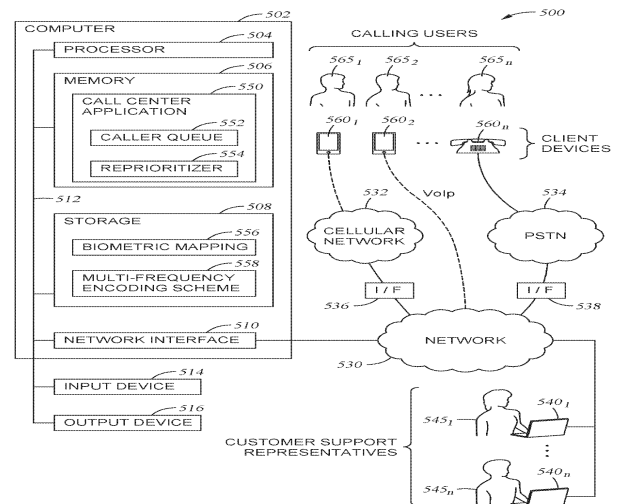 500
COMPUTER
502
PROCESSOR
504
MEMORY
506
CALL CENTER
APPLICATION
550
CALLER QUEUE
552
REPRIORITIZER
554
512
STORAGE
508
BIOMETRIC MAPPING
556
MULTI-FREQUENCY
ENCODING SCHEME
558
NETWORK INTERFACE
510
INPUT DEVICE
514
OUTPUT DEVICE
516
CALLING USERS
565₁
565₂
...
565ₙ
560₁
560₂
...
560ₙ
CLIENT
DEVICES
VoIp
532
CELLULAR
NETWORK
534
PSTN
I/F
536
I/F
538
NETWORK
530
CUSTOMER SUPPORT
REPRESENTATIVES
545₁
540₁
545ₙ
540ₙ